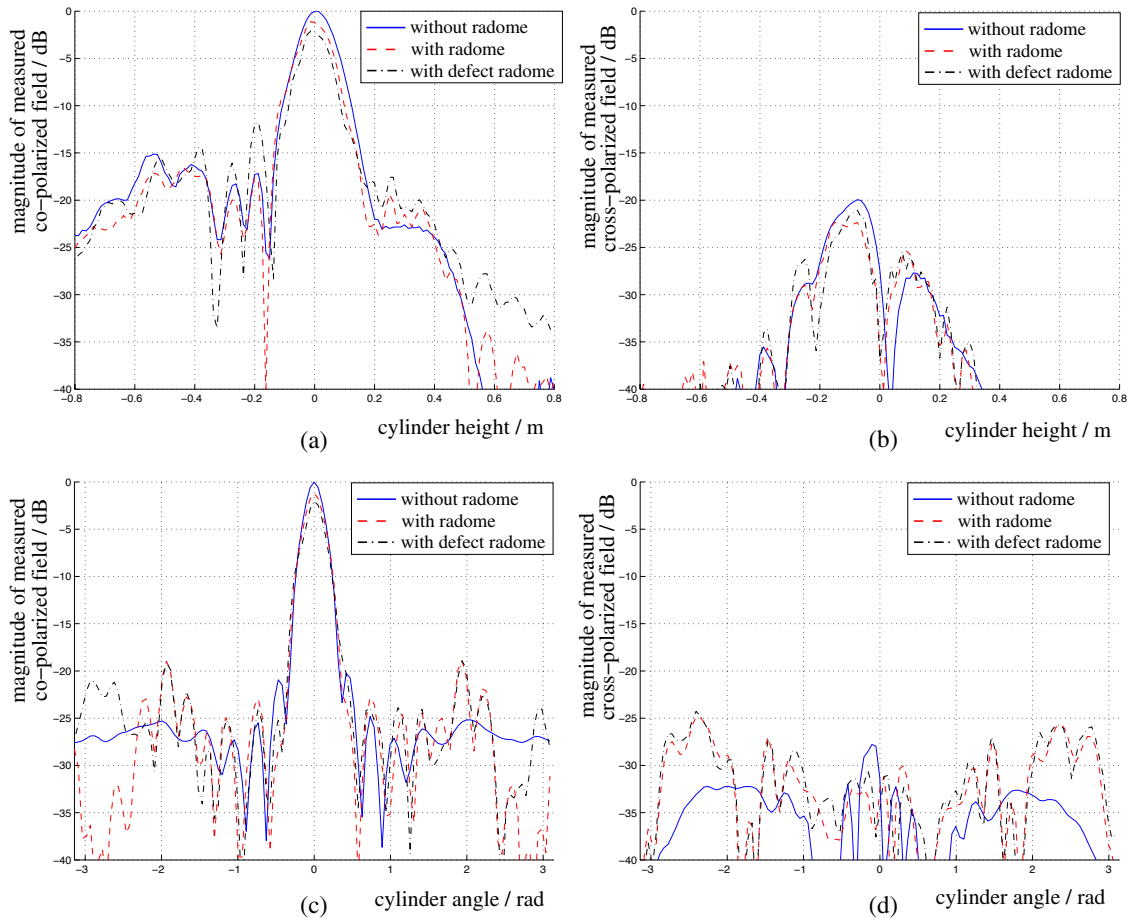 magnitude of measured
co−polarized field / dB
0
−5
−10
−15
−20
−25
−30
−35
−40
−0.8
−0.6
−0.4
−0.2
0
0.2
0.4
0.6
0.8
without radome
with radome
with defect radome
cylinder height / m
(a)
magnitude of measured
cross−polarized field / dB
0
−5
−10
−15
−20
−25
−30
−35
−40
−0.8
−0.6
−0.4
−0.2
0
0.2
0.4
0.6
0.8
without radome
with radome
with defect radome
cylinder height / m
(b)
magnitude of measured
co−polarized field / dB
0
−5
−10
−15
−20
−25
−30
−35
−40
−3
−2
−1
0
1
2
3
without radome
with radome
with defect radome
cylinder angle / rad
(c)
magnitude of measured
cross−polarized field / dB
0
−5
−10
−15
−20
−25
−30
−35
−40
−3
−2
−1
0
1
2
3
without radome
with radome
with defect radome
cylinder angle / rad
(d)